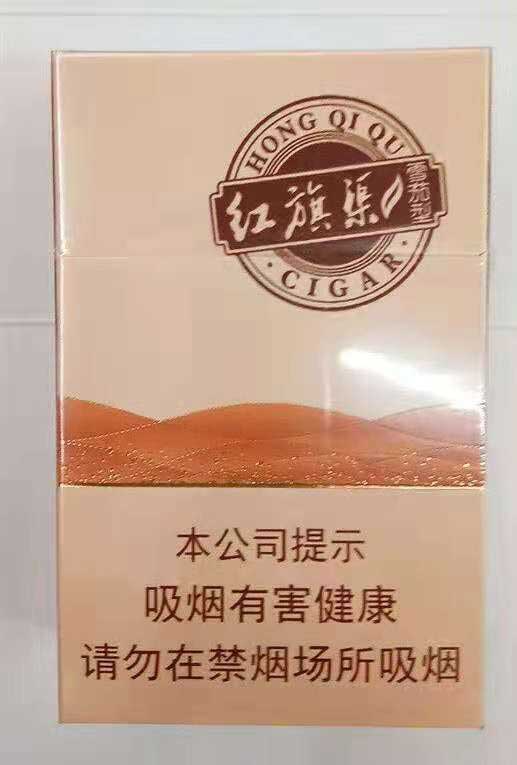 HONG QI QU
红旗渠
雪茄型
CIGAR
本公司提示
吸烟有害健康
请勿在禁烟场所吸烟